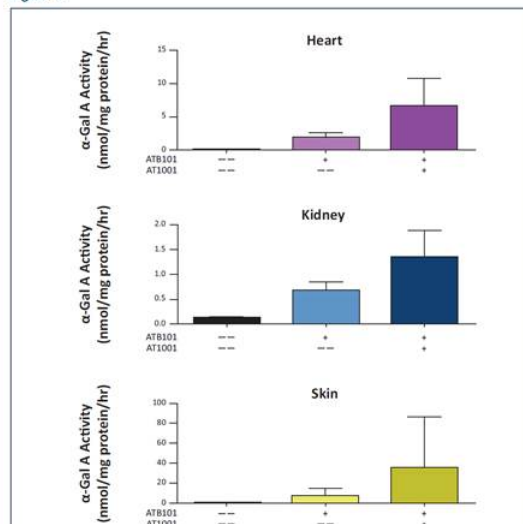 Heart
α-Gal A Activity
(nmol/mg protein/hr)
15
10
5
0
ATB101 −− + +
AT1001 −− −− +
Kidney
α-Gal A Activity
(nmol/mg protein/hr)
2.0
1.5
1.0
0.5
0.0
ATB101 −− + +
AT1001 −− −− +
Skin
α-Gal A Activity
(nmol/mg protein/hr)
100
80
60
40
20
0
ATB101 −− + +
AT1001 −− −− +